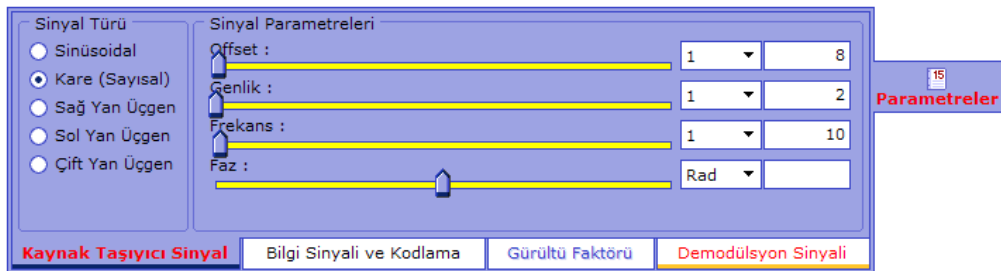 Sinyal Türü
Sinüsoidal
Kare (Sayısal)
Sağ Yan Üçgen
Sol Yan Üçgen
Çift Yan Üçgen
Sinyal Parametreleri
Offset :
1 8
Genlik :
1 2
Frekans :
1 10
Faz :
Rad
15
Parametreler
Kaynak Taşıyıcı Sinyal Bilgi Sinyali ve Kodlama Gürültü Faktörü Demodülsyon Sinyali